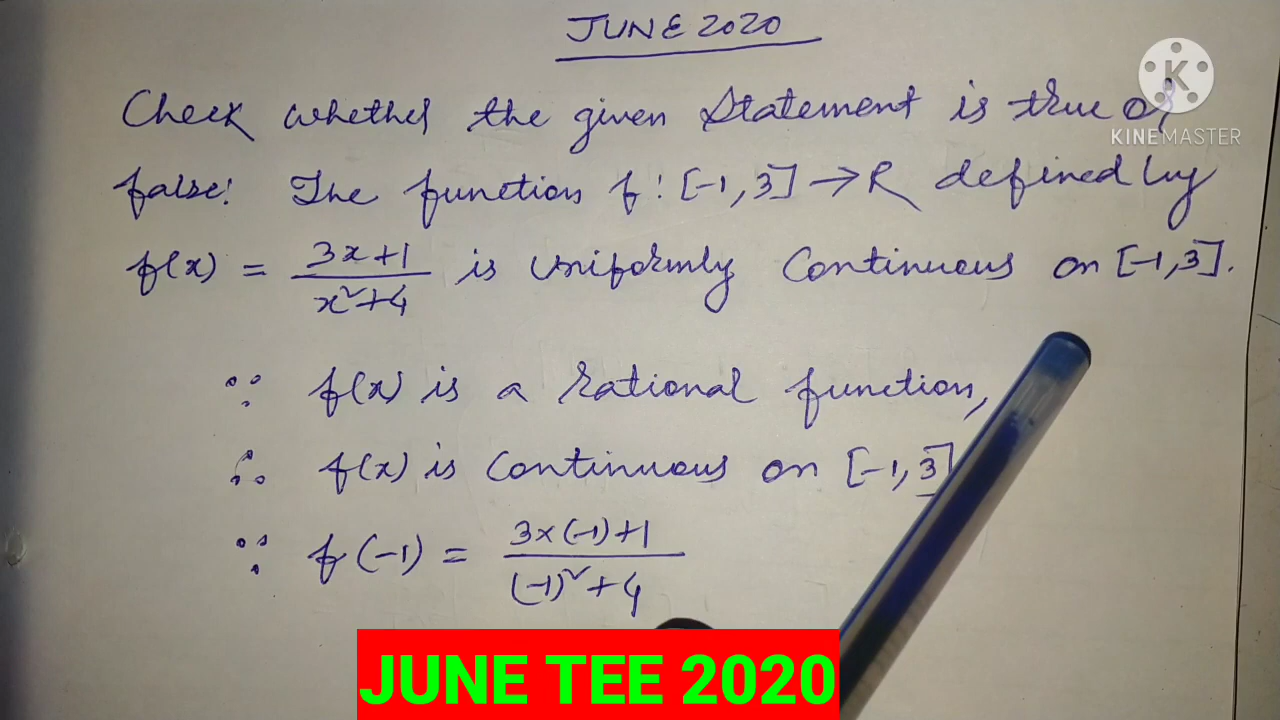 JUNE 2020
Check whether the given Statement is true or
false: The function f : [-1, 3] → R defined by
f(x) = (3x+1)/(x²+4) is Uniformly Continuous on [-1,3].
∵ f(x) is a rational function,
∴ f(x) is Continuous on [-1,3]
∵ f(-1) = (3×(-1)+1)/((-1)²+4)
K
KINEMASTER
JUNE TEE 2020